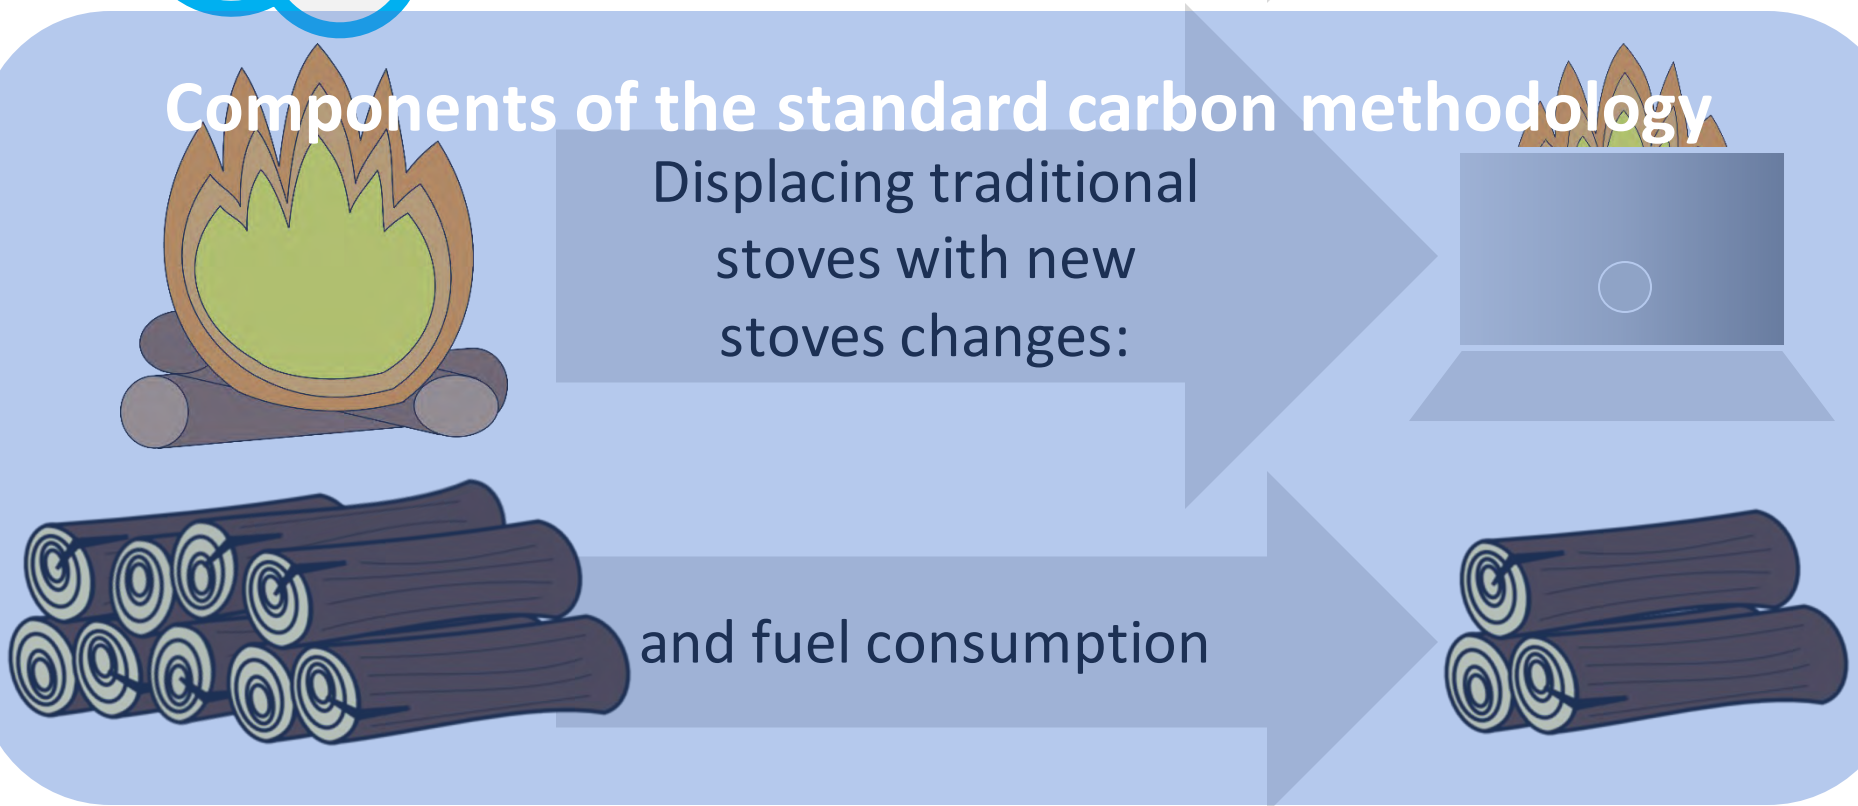 Components of the standard carbon methodology
Displacing traditional
stoves with new
stoves changes:
and fuel consumption